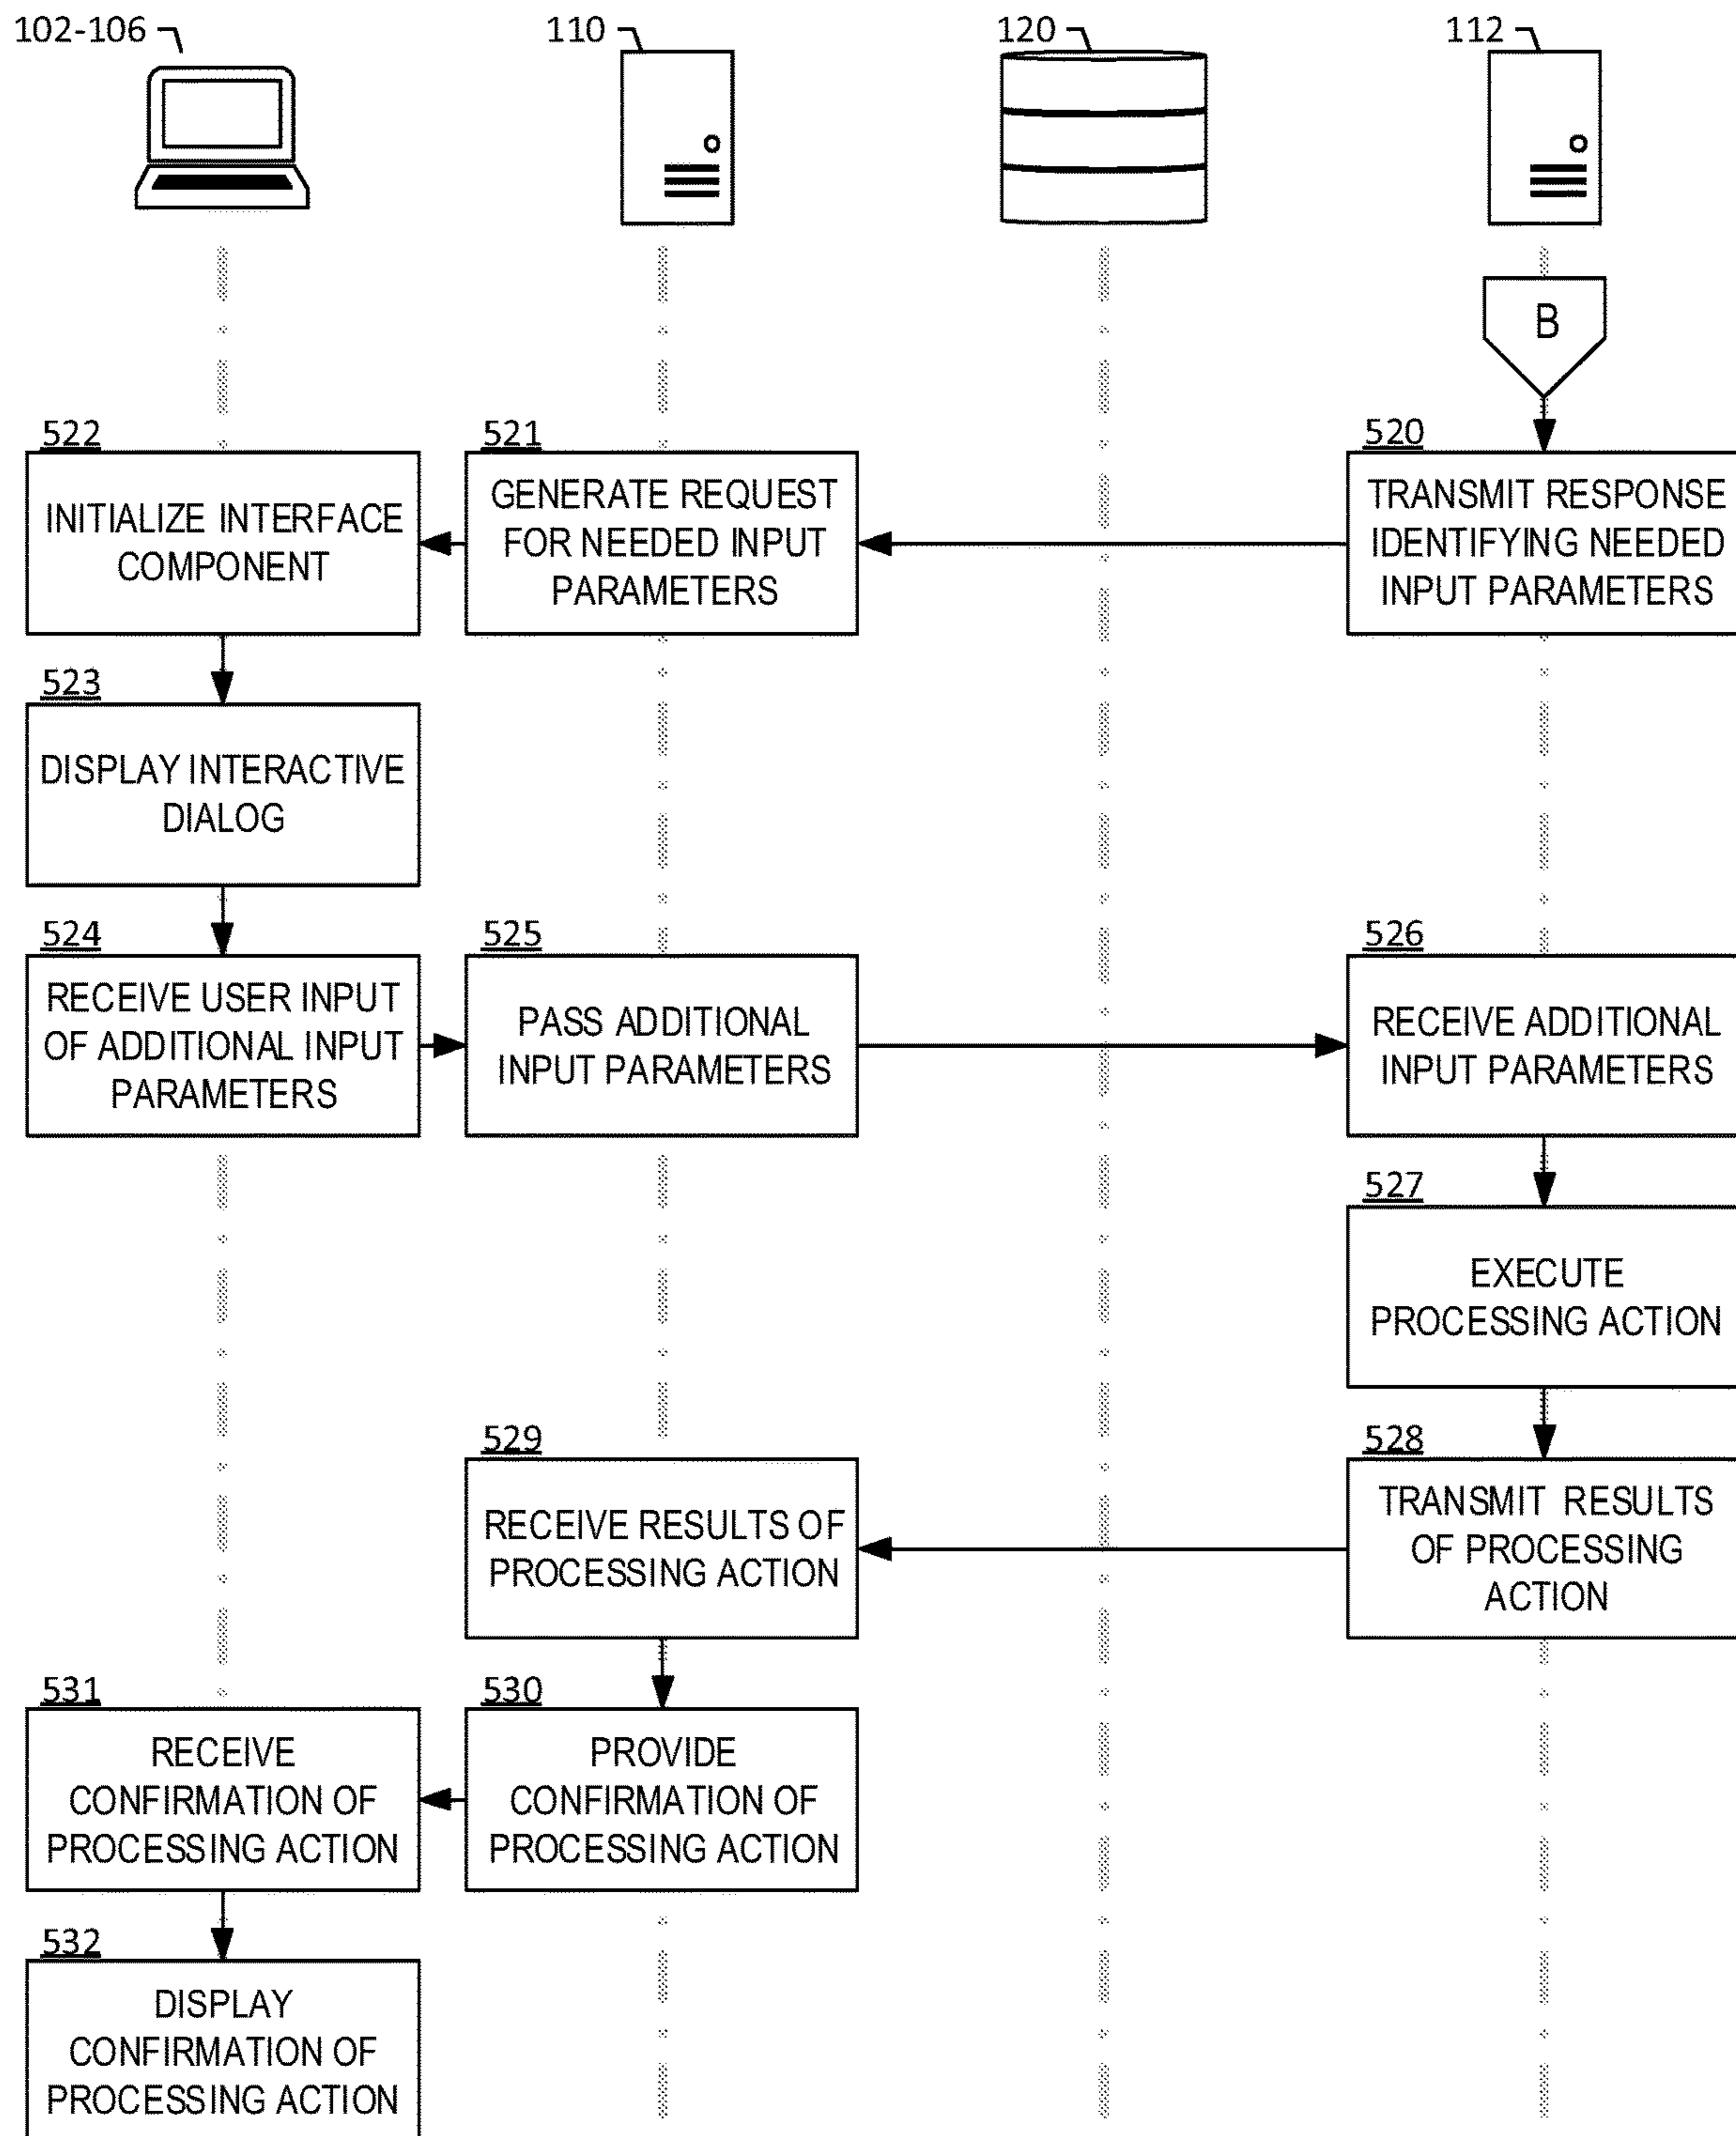 102-106
110
120
112
B
522
INITIALIZE INTERFACE
COMPONENT
521
GENERATE REQUEST
FOR NEEDED INPUT
PARAMETERS
520
TRANSMIT RESPONSE
IDENTIFYING NEEDED
INPUT PARAMETERS
523
DISPLAY INTERACTIVE
DIALOG
524
RECEIVE USER INPUT
OF ADDITIONAL INPUT
PARAMETERS
525
PASS ADDITIONAL
INPUT PARAMETERS
526
RECEIVE ADDITIONAL
INPUT PARAMETERS
527
EXECUTE
PROCESSING ACTION
529
RECEIVE RESULTS OF
PROCESSING ACTION
528
TRANSMIT RESULTS
OF PROCESSING
ACTION
531
RECEIVE
CONFIRMATION OF
PROCESSING ACTION
530
PROVIDE
CONFIRMATION OF
PROCESSING ACTION
532
DISPLAY
CONFIRMATION OF
PROCESSING ACTION